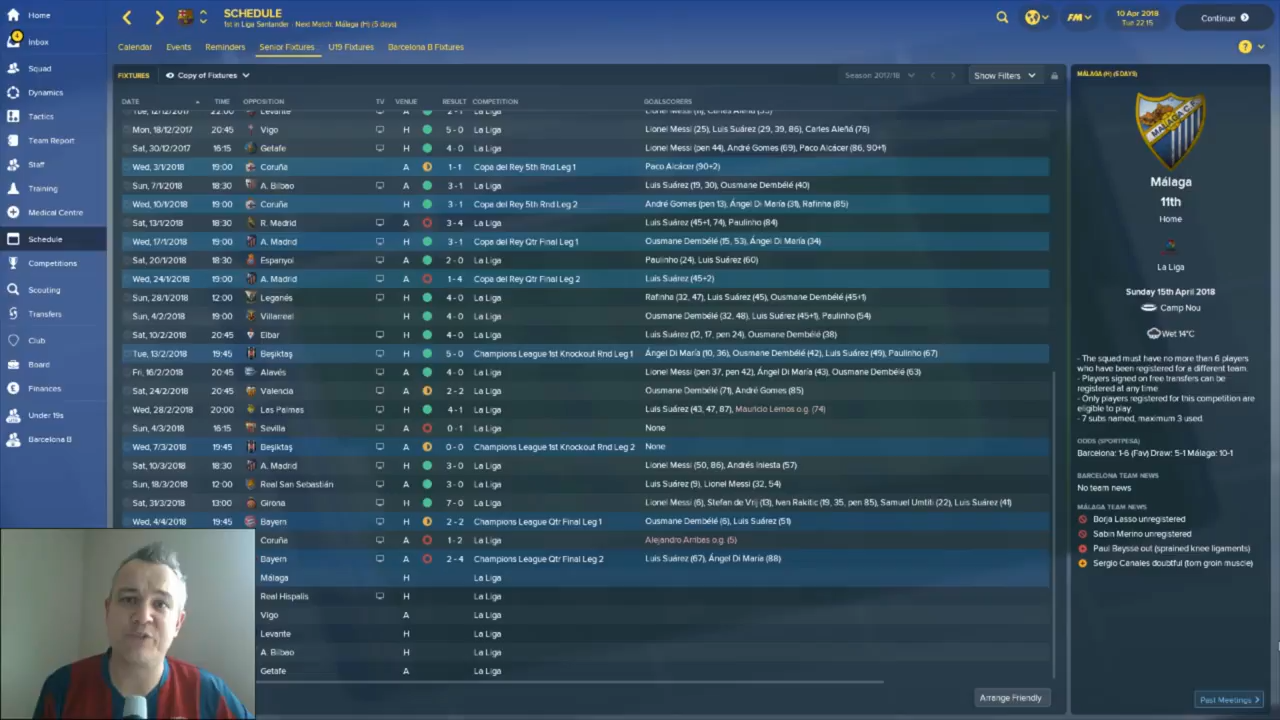 Home
Inbox
4
Squad
Dynamics
Tactics
Team Report
Staff
Training
Medical Centre
Schedule
Competitions
Scouting
Transfers
Club
Board
Finances
Under 19s
Barcelona B
SCHEDULE
1st in Liga Santander - Next Match: Málaga (H) (5 days)
FM
10 Apr 2018
Tue 22:15
Continue
Calendar Events Reminders Senior Fixtures U19 Fixtures Barcelona B Fixtures
?
FIXTURES Copy of Fixtures Season 2017/18 Show Filters
DATE TIME OPPOSITION TV VENUE RESULT COMPETITION GOALSCORERS
Tue, 12/12/2017 22:00 Levante A 2-1 La Liga
Mon, 18/12/2017 20:45 Vigo H 5-0 La Liga Lionel Messi (25), Luis Suárez (29, 39, 86), Carles Aleñá (76)
Sat, 30/12/2017 16:15 Getafe H 4-0 La Liga Lionel Messi (pen 44), André Gomes (69), Paco Alcácer (86, 90+1)
Wed, 3/1/2018 19:00 Coruña A 1-1 Copa del Rey 5th Rnd Leg 1 Paco Alcácer (90+2)
Sun, 7/1/2018 18:30 A. Bilbao A 3-1 La Liga Luis Suárez (19, 30), Ousmane Dembélé (40)
Wed, 10/1/2018 19:00 Coruña H 3-1 Copa del Rey 5th Rnd Leg 2 André Gomes (pen 13), Ángel Di María (31), Rafinha (85)
Sat, 13/1/2018 18:30 R. Madrid A 3-4 La Liga Luis Suárez (45+1, 74), Paulinho (84)
Wed, 17/1/2018 19:00 A. Madrid H 3-1 Copa del Rey Qtr Final Leg 1 Ousmane Dembélé (15, 53), Ángel Di María (34)
Sat, 20/1/2018 18:30 Espanyol A 2-0 La Liga Paulinho (24), Luis Suárez (60)
Wed, 24/1/2018 19:00 A. Madrid A 1-4 Copa del Rey Qtr Final Leg 2 Luis Suárez (45+2)
Sun, 28/1/2018 12:00 Leganés H 4-0 La Liga Rafinha (32, 47), Luis Suárez (45), Ousmane Dembélé (45+1)
Sun, 4/2/2018 19:00 Villarreal A 4-0 La Liga Ousmane Dembélé (32, 48), Luis Suárez (45+1), Paulinho (54)
Sat, 10/2/2018 20:45 Eibar H 4-0 La Liga Luis Suárez (12, 17, pen 24), Ousmane Dembélé (38)
Tue, 13/2/2018 19:45 Beşiktaş H 5-0 Champions League 1st Knockout Rnd Leg 1 Ángel Di María (10, 36), Ousmane Dembélé (42), Luis Suárez (49), Paulinho (67)
Fri, 16/2/2018 20:45 Alavés A 4-0 La Liga Lionel Messi (pen 37, pen 42), Ángel Di María (43), Ousmane Dembélé (63)
Sat, 24/2/2018 20:45 Valencia A 2-2 La Liga Ousmane Dembélé (71), André Gomes (85)
Wed, 28/2/2018 20:00 Las Palmas H 4-1 La Liga Luis Suárez (43, 47, 87), Mauricio Lemos o.g. (74)
Sun, 4/3/2018 16:15 Sevilla A 0-1 La Liga None
Wed, 7/3/2018 19:45 Beşiktaş A 0-0 Champions League 1st Knockout Rnd Leg 2 None
Sat, 10/3/2018 18:30 A. Madrid H 3-0 La Liga Lionel Messi (50, 86), Andrés Iniesta (57)
Sun, 18/3/2018 12:00 Real San Sebastián H 3-0 La Liga Luis Suárez (9), Lionel Messi (32, 54)
Sat, 31/3/2018 13:00 Girona H 7-0 La Liga Lionel Messi (6), Stefan de Vrij (13), Ivan Rakitic (19, 35, pen 85), Samuel Umtiti (22), Luis Suárez (41)
Wed, 4/4/2018 19:45 Bayern H 2-2 Champions League Qtr Final Leg 1 Ousmane Dembélé (6), Luis Suárez (51)
Coruña A 1-2 La Liga Alejandro Arribas o.g. (5)
Bayern A 2-4 Champions League Qtr Final Leg 2 Luis Suárez (67), Ángel Di María (88)
Málaga H La Liga
Real Hispalis H La Liga
Vigo A La Liga
Levante H La Liga
A. Bilbao H La Liga
Getafe A La Liga
Arrange Friendly
MÁLAGA (H) (5 DAYS)
Málaga
11th
Home
La Liga
Sunday 15th April 2018
Camp Nou
Wet 14°C
- The squad must have no more than 6 players
who have been registered for a different team.
- Players signed on free transfers can be
registered at any time
- Only players registered for this competition are
eligible to play.
- 7 subs named, maximum 3 used.
ODDS (SPORTPESA)
Barcelona: 1-6 (Fav) Draw: 5-1 Málaga: 10-1
BARCELONA TEAM NEWS
No team news
MÁLAGA TEAM NEWS
Borja Lasso unregistered
Sabin Merino unregistered
Paul Baysse out (sprained knee ligaments)
Sergio Canales doubtful (torn groin muscle)
Past Meetings >